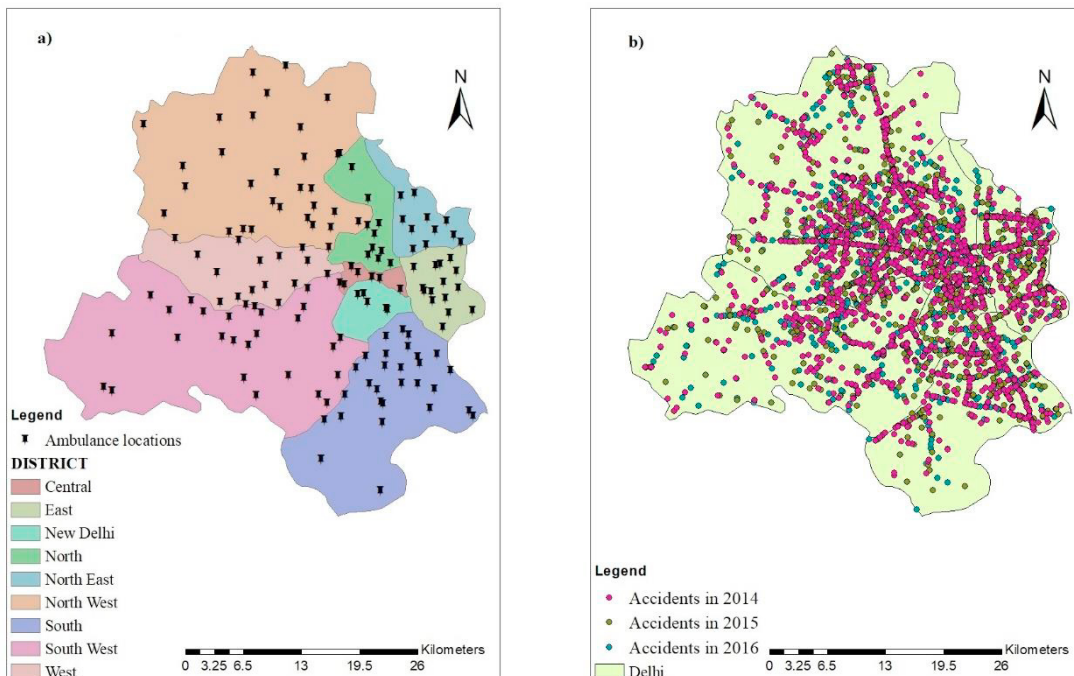 a)
N
Legend
Ambulance locations
DISTRICT
Central
East
New Delhi
North
North East
North West
South
South West
West
Kilometers
0 3.25 6.5 13 19.5 26
b)
N
Legend
Accidents in 2014
Accidents in 2015
Accidents in 2016
Delhi
Kilometers
0 3.25 6.5 13 19.5 26